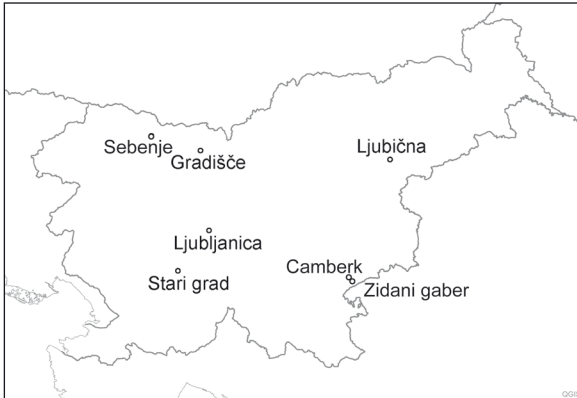 Sebenje
Gradišče
Ljubična
Ljubljanica
Stari grad
Camberk
Zidani gaber
QGIS